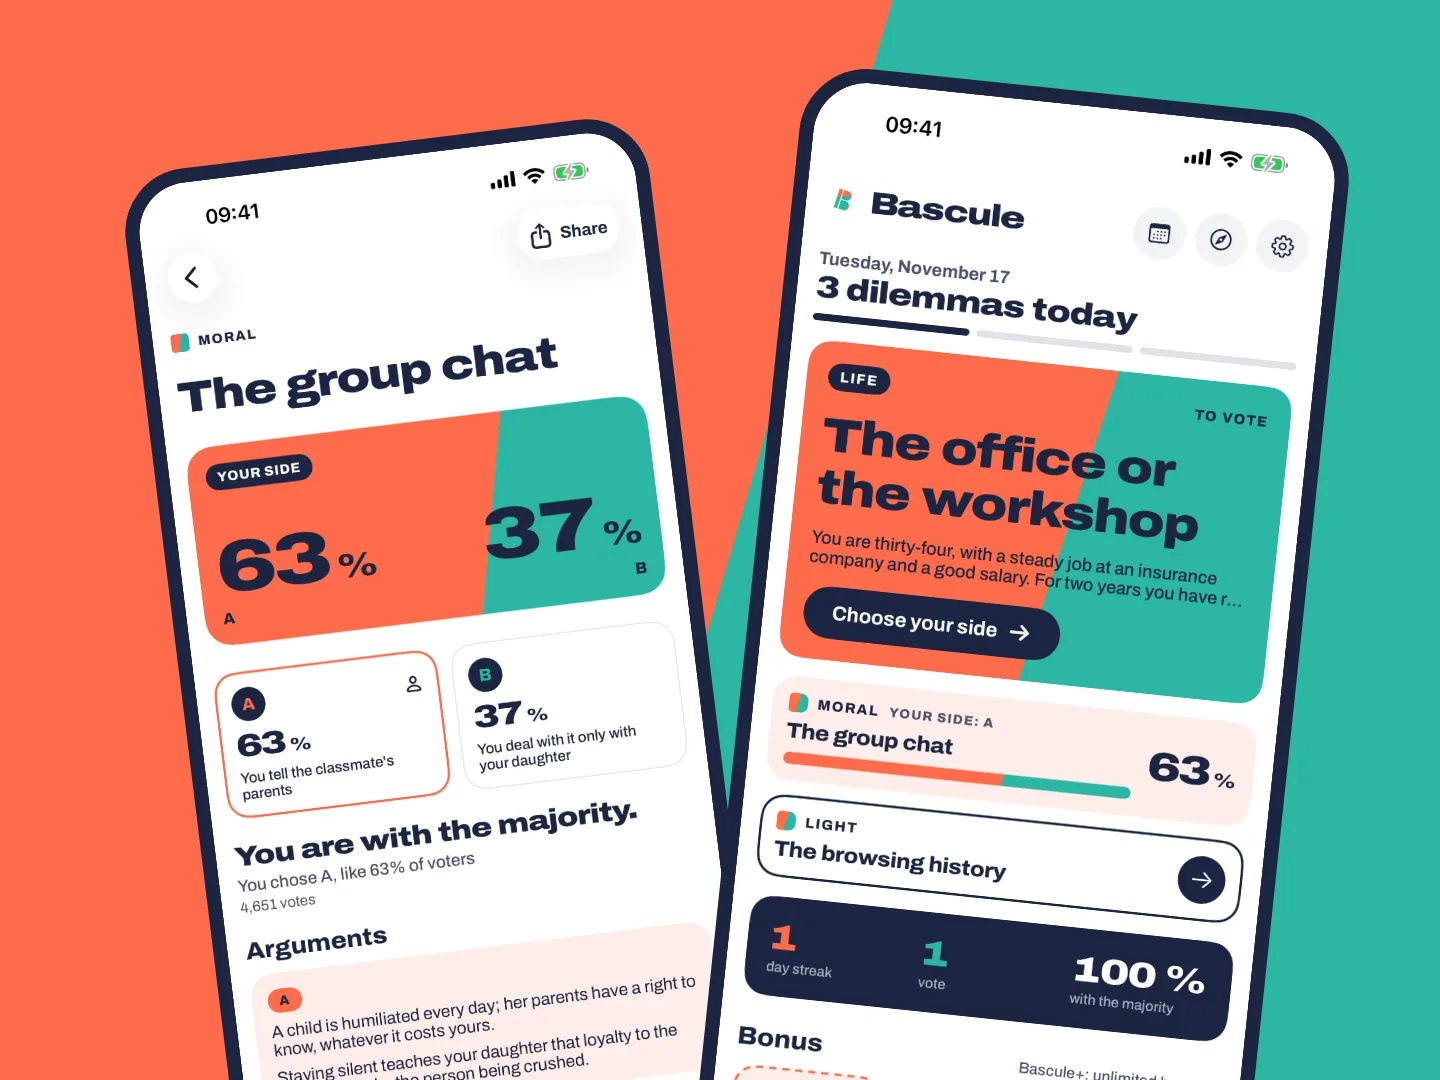 09:41
Share
MORAL
The group chat
YOUR SIDE
63 %
37 %
A
B
A
63 %
You tell the classmate's
parents
B
37 %
You deal with it only with
your daughter
You are with the majority.
You chose A, like 63% of voters
4,651 votes
Arguments
A
A child is humiliated every day; her parents have a right to
know, whatever it costs yours.
Staying silent teaches your daughter that loyalty to the
the person being crushed.
09:41
Bascule
Tuesday, November 17
3 dilemmas today
LIFE
TO VOTE
The office or
the workshop
You are thirty-four, with a steady job at an insurance
company and a good salary. For two years you have r...
Choose your side
MORAL YOUR SIDE: A
The group chat
63 %
LIGHT
The browsing history
1
day streak
1
vote
100 %
with the majority
Bonus
Bascule+: unlimited